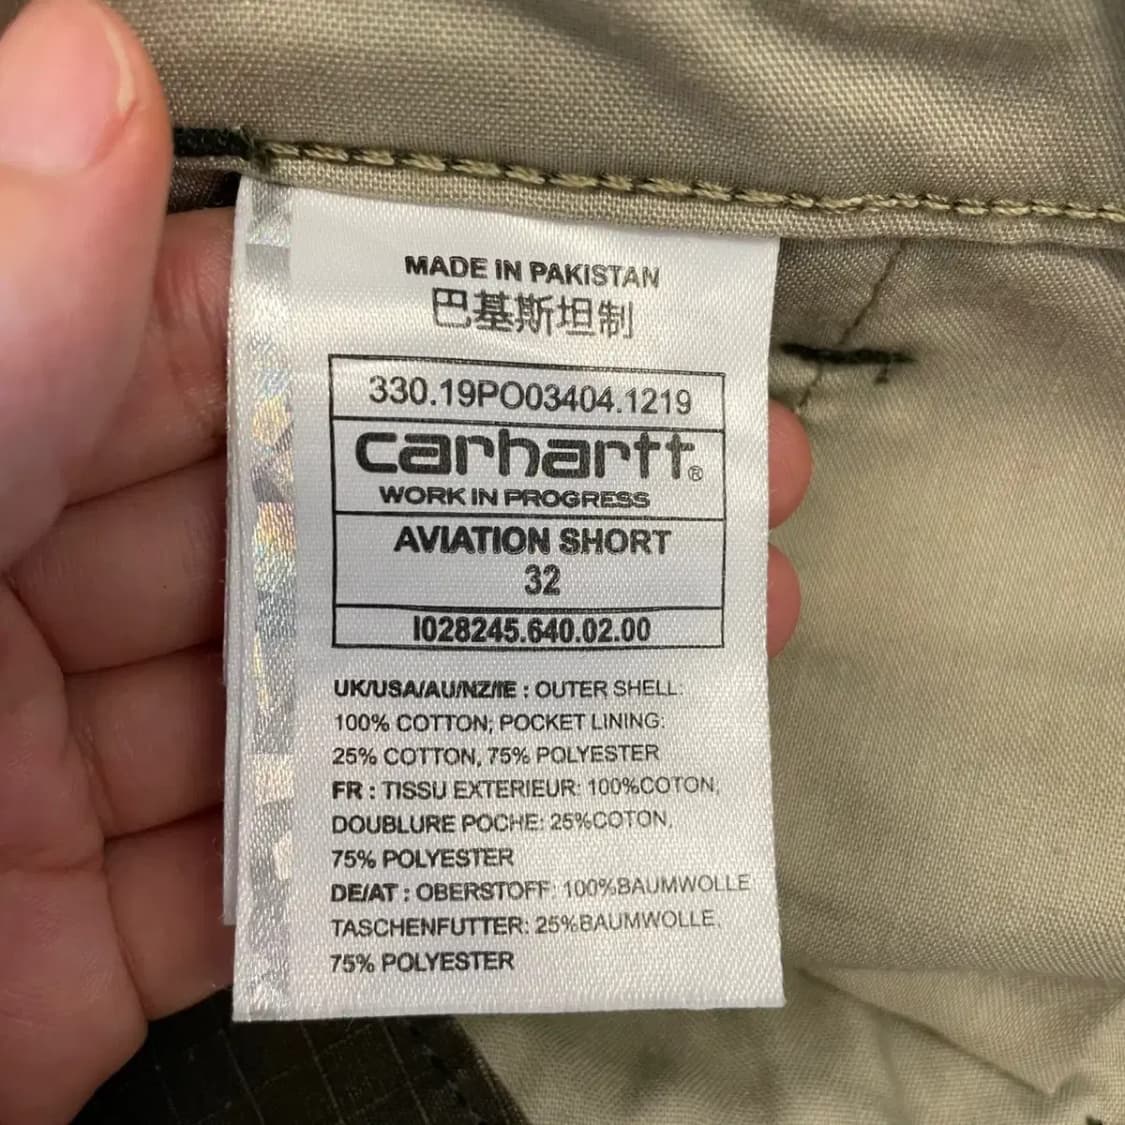 MADE IN PAKISTAN
巴基斯坦制
330.19PO03404.1219
carhartt®
WORK IN PROGRESS
AVIATION SHORT
32
I028245.640.02.00
UK/USA/AU/NZ/IE : OUTER SHELL:
100% COTTON; POCKET LINING:
25% COTTON, 75% POLYESTER
FR : TISSU EXTERIEUR: 100%COTON;
DOUBLURE POCHE: 25%COTON,
75% POLYESTER
DE/AT : OBERSTOFF: 100%BAUMWOLLE
TASCHENFUTTER: 25%BAUMWOLLE,
75% POLYESTER